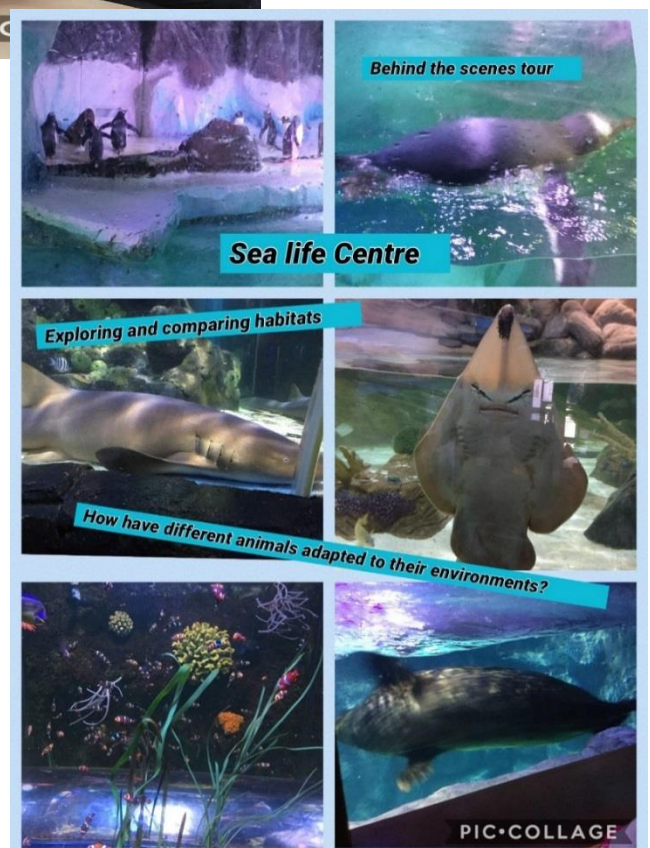 Behind the scenes tour
Sea life Centre
Exploring and comparing habitats
How have different animals adapted to their environments?
PIC•COLLAGE